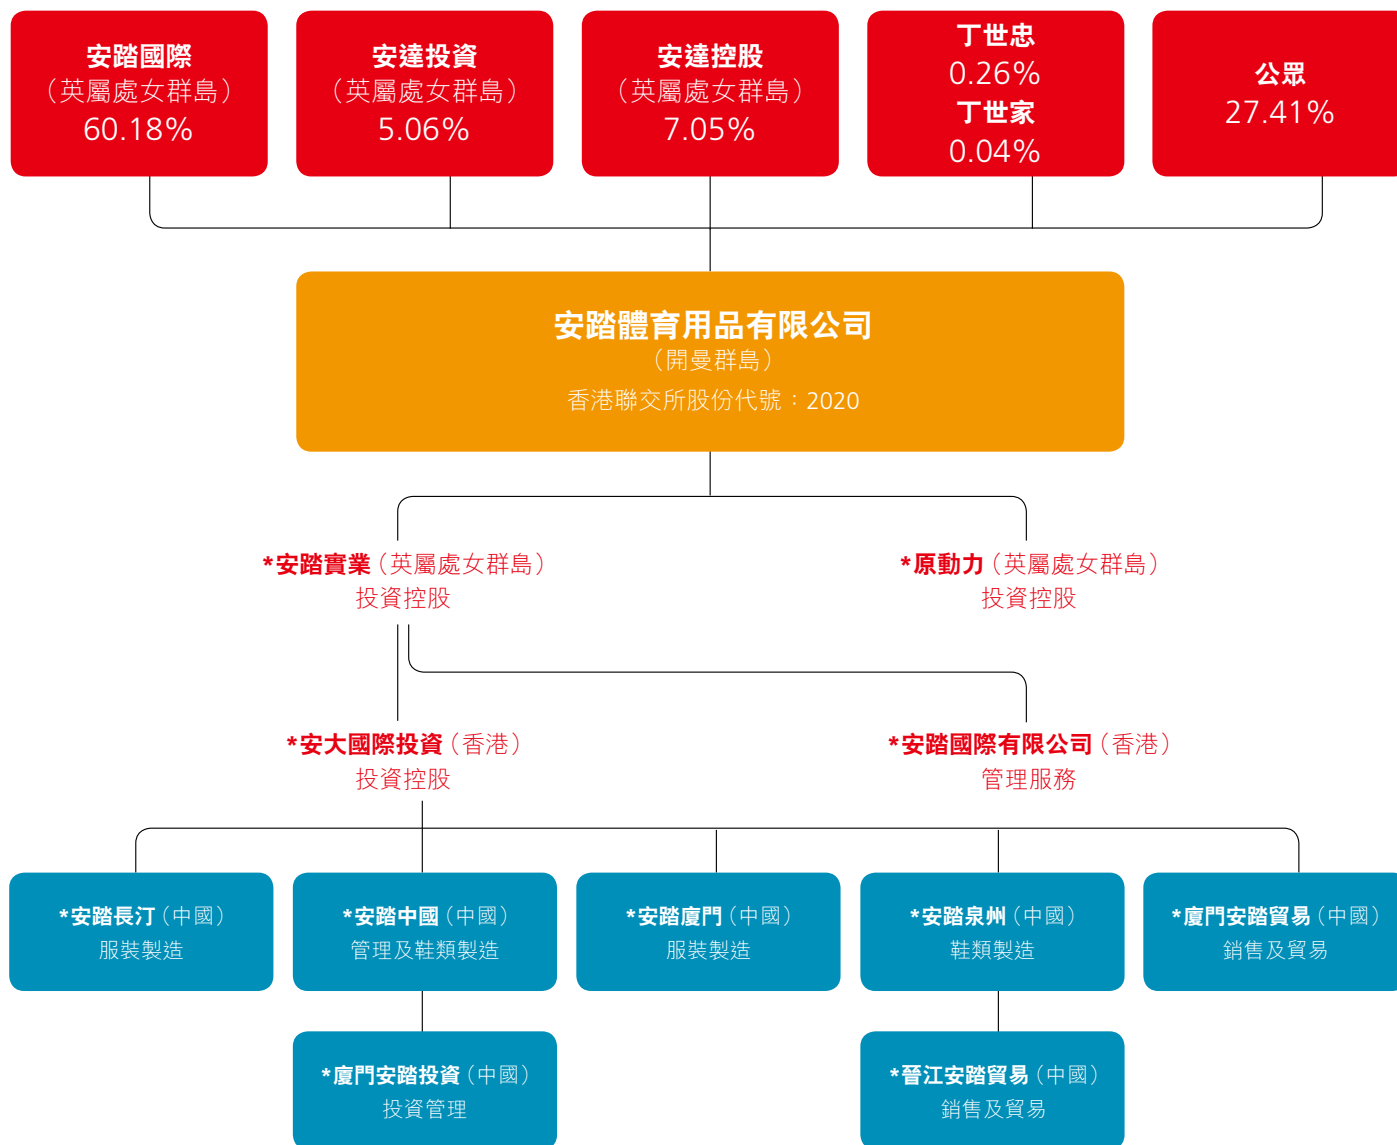 安踏國際
（英屬處女群島）
60.18%
安達投資
（英屬處女群島）
5.06%
安達控股
（英屬處女群島）
7.05%
丁世忠
0.26%
丁世家
0.04%
公眾
27.41%
安踏體育用品有限公司
（開曼群島）
香港聯交所股份代號：2020
*安踏實業（英屬處女群島）
投資控股
*原動力（英屬處女群島）
投資控股
*安大國際投資（香港）
投資控股
*安踏國際有限公司（香港）
管理服務
*安踏長汀（中國）
服裝製造
*安踏中國（中國）
管理及鞋類製造
*安踏廈門（中國）
服裝製造
*安踏泉州（中國）
鞋類製造
*廈門安踏貿易（中國）
銷售及貿易
*廈門安踏投資（中國）
投資管理
*晉江安踏貿易（中國）
銷售及貿易